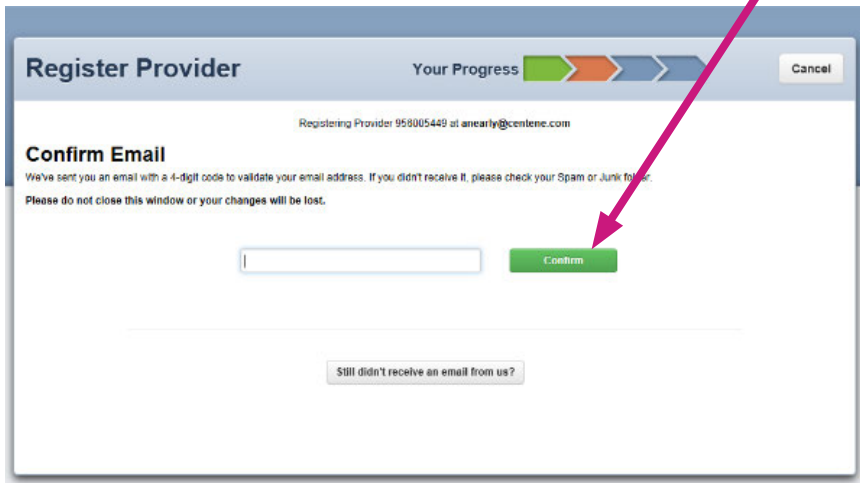 Register Provider
Your Progress
Cancel
Registering Provider 958005449 at anearly@centene.com
Confirm Email
We've sent you an email with a 4-digit code to validate your email address. If you didn't receive it, please check your Spam or Junk folder.
Please do not close this window or your changes will be lost.
Confirm
Still didn't receive an email from us?